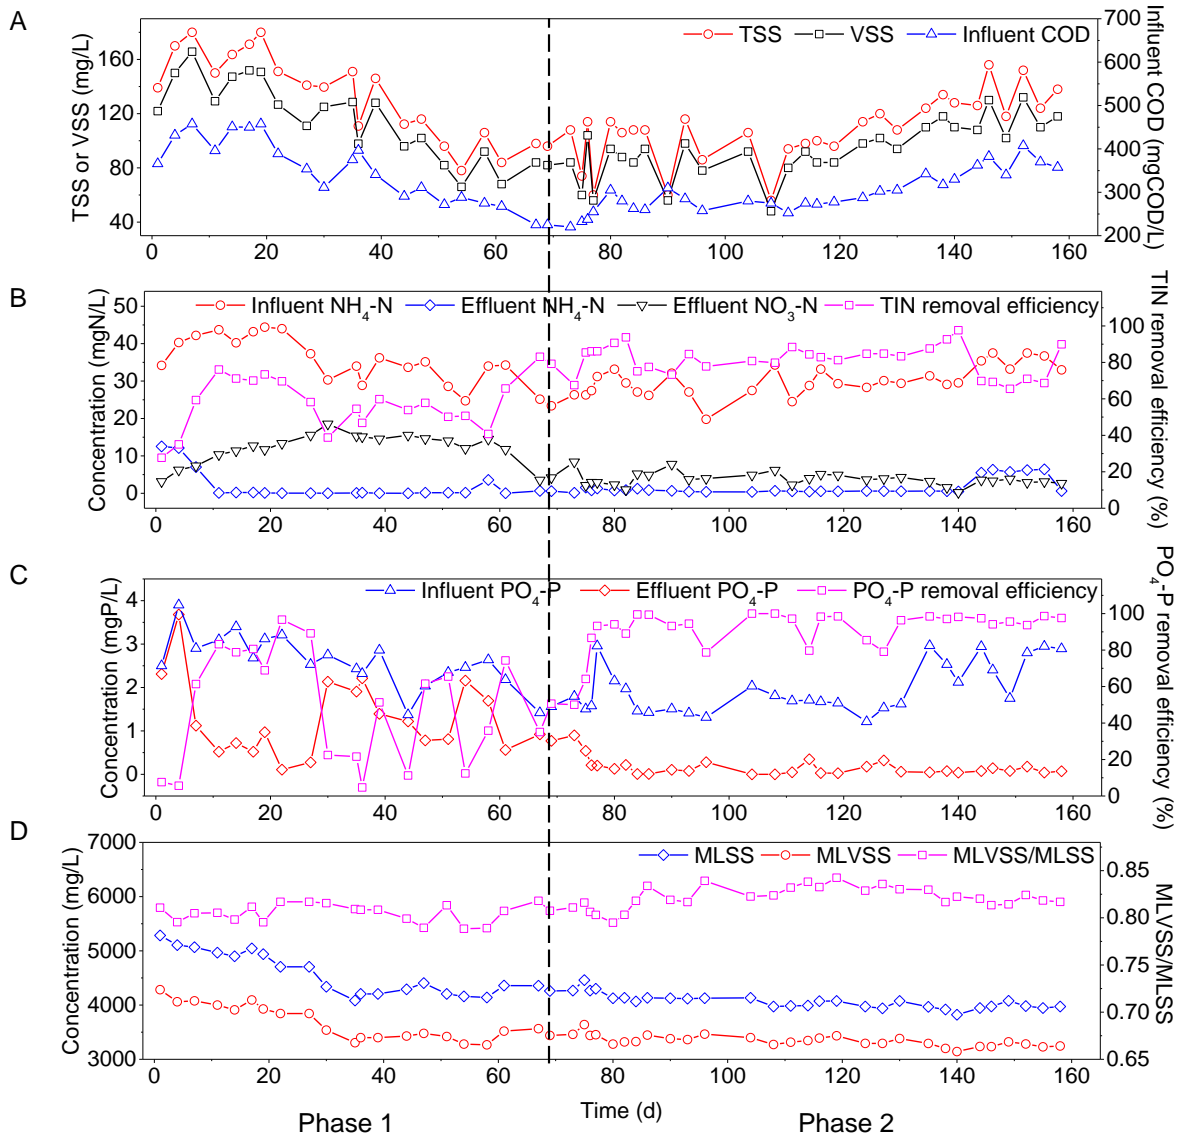 A
TSS or VSS (mg/L)
160
120
80
40
TSS
VSS
Influent COD
700
600
500
400
300
200
Influent COD
(mgCOD/L)
0
20
40
60
80
100
120
140
160
B
Concentration (mgN/L)
50
40
30
20
10
0
Influent NH₄-N
Effluent NH₄-N
Effluent NO₃-N
TIN removal efficiency
100
80
60
40
20
0
TIN removal
efficiency (%)
0
20
40
60
80
100
120
140
160
C
Concentration (mgP/L)
4
3
2
1
0
Influent PO₄-P
Effluent PO₄-P
PO₄-P removal efficiency
100
80
60
40
20
0
PO₄-P removal
efficiency (%)
0
20
40
60
80
100
120
140
160
D
Concentration (mg/L)
7000
6000
5000
4000
3000
MLSS
MLVSS
MLVSS/MLSS
0.85
0.80
0.75
0.70
0.65
MLVSS/MLSS
0
20
40
60
80
100
120
140
160
Time (d)
Phase 1
Phase 2